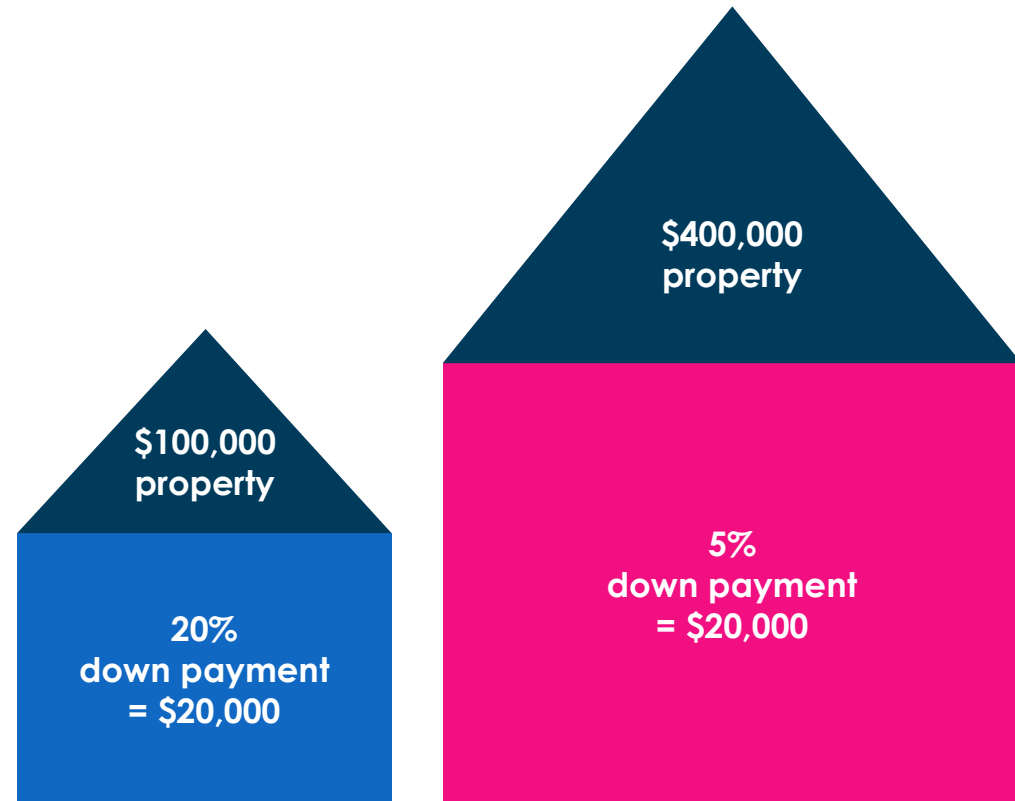 $100,000
property
20%
down payment
= $20,000
$400,000
property
5%
down payment
= $20,000